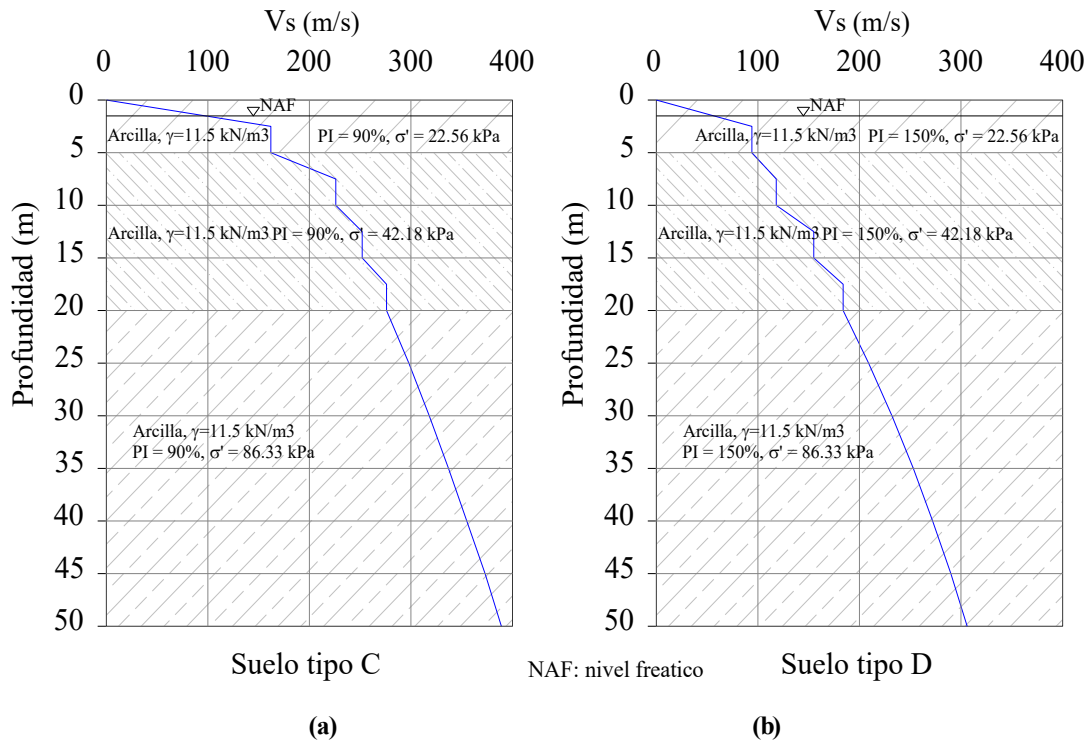 Vs (m/s)
0 100 200 300 400
0
5
10
15
20
25
30
35
40
45
50
Profundidad (m)
NAF
Arcilla, γ=11.5 kN/m3
PI = 90%, σ' = 22.56 kPa
Arcilla, γ=11.5 kN/m3 PI = 90%, σ' = 42.18 kPa
Arcilla, γ=11.5 kN/m3
PI = 90%, σ' = 86.33 kPa
Suelo tipo C
(a)
NAF: nivel freatico
Vs (m/s)
0 100 200 300 400
0
5
10
15
20
25
30
35
40
45
50
Profundidad (m)
NAF
Arcilla, γ=11.5 kN/m3
PI = 150%, σ' = 22.56 kPa
Arcilla, γ=11.5 kN/m3 PI = 150%, σ' = 42.18 kPa
Arcilla, γ=11.5 kN/m3
PI = 150%, σ' = 86.33 kPa
Suelo tipo D
(b)